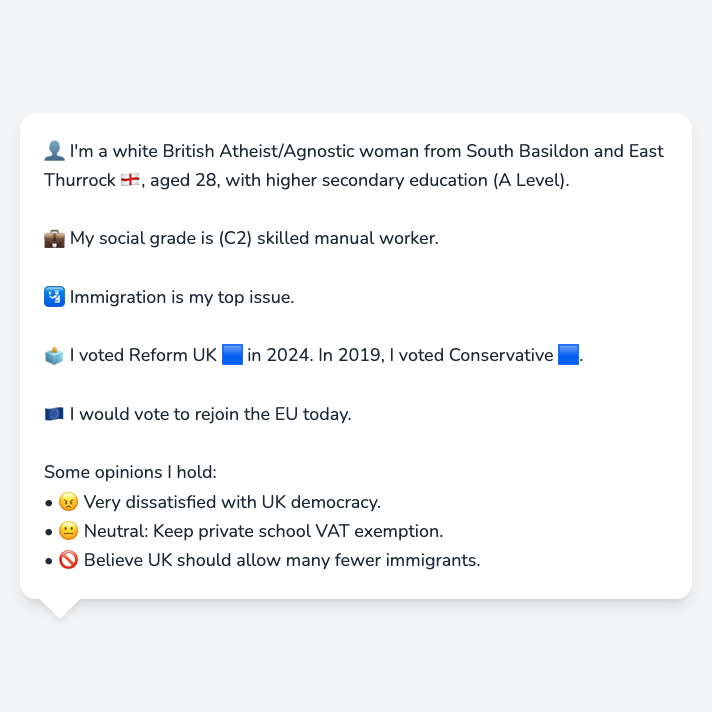 👤 I'm a white British Atheist/Agnostic woman from South Basildon and East
Thurrock 🏴󠁧󠁢󠁥󠁮󠁧󠁿, aged 28, with higher secondary education (A Level).
💼 My social grade is (C2) skilled manual worker.
🛂 Immigration is my top issue.
🗳️ I voted Reform UK 🟦 in 2024. In 2019, I voted Conservative 🟦.
🇪🇺 I would vote to rejoin the EU today.
Some opinions I hold:
• 😠 Very dissatisfied with UK democracy.
• 😐 Neutral: Keep private school VAT exemption.
• 🚫 Believe UK should allow many fewer immigrants.